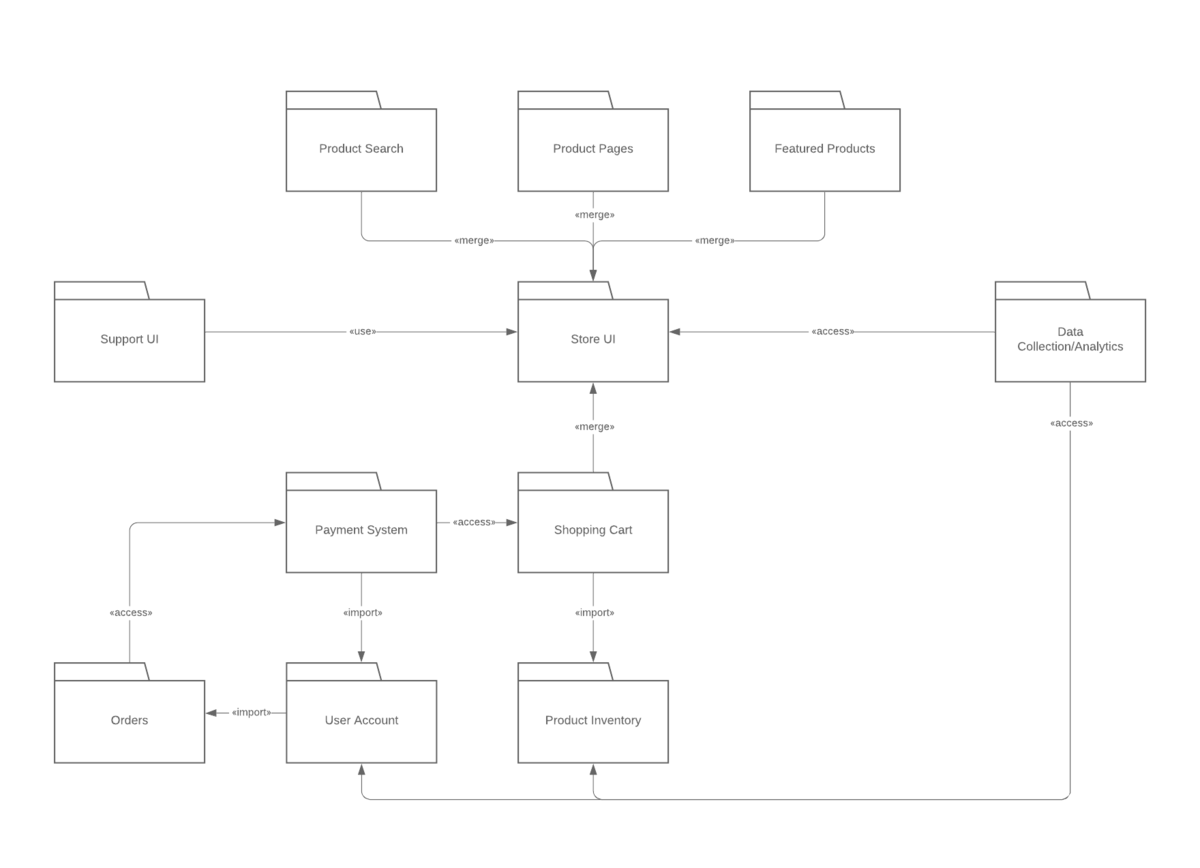 Product Search
Product Pages
Featured Products
«merge»
«merge»
«merge»
Support UI
«use»
Store UI
«access»
Data
Collection/Analytics
«merge»
«access»
Payment System
«access»
Shopping Cart
«access»
«import»
«import»
Orders
«import»
User Account
Product Inventory